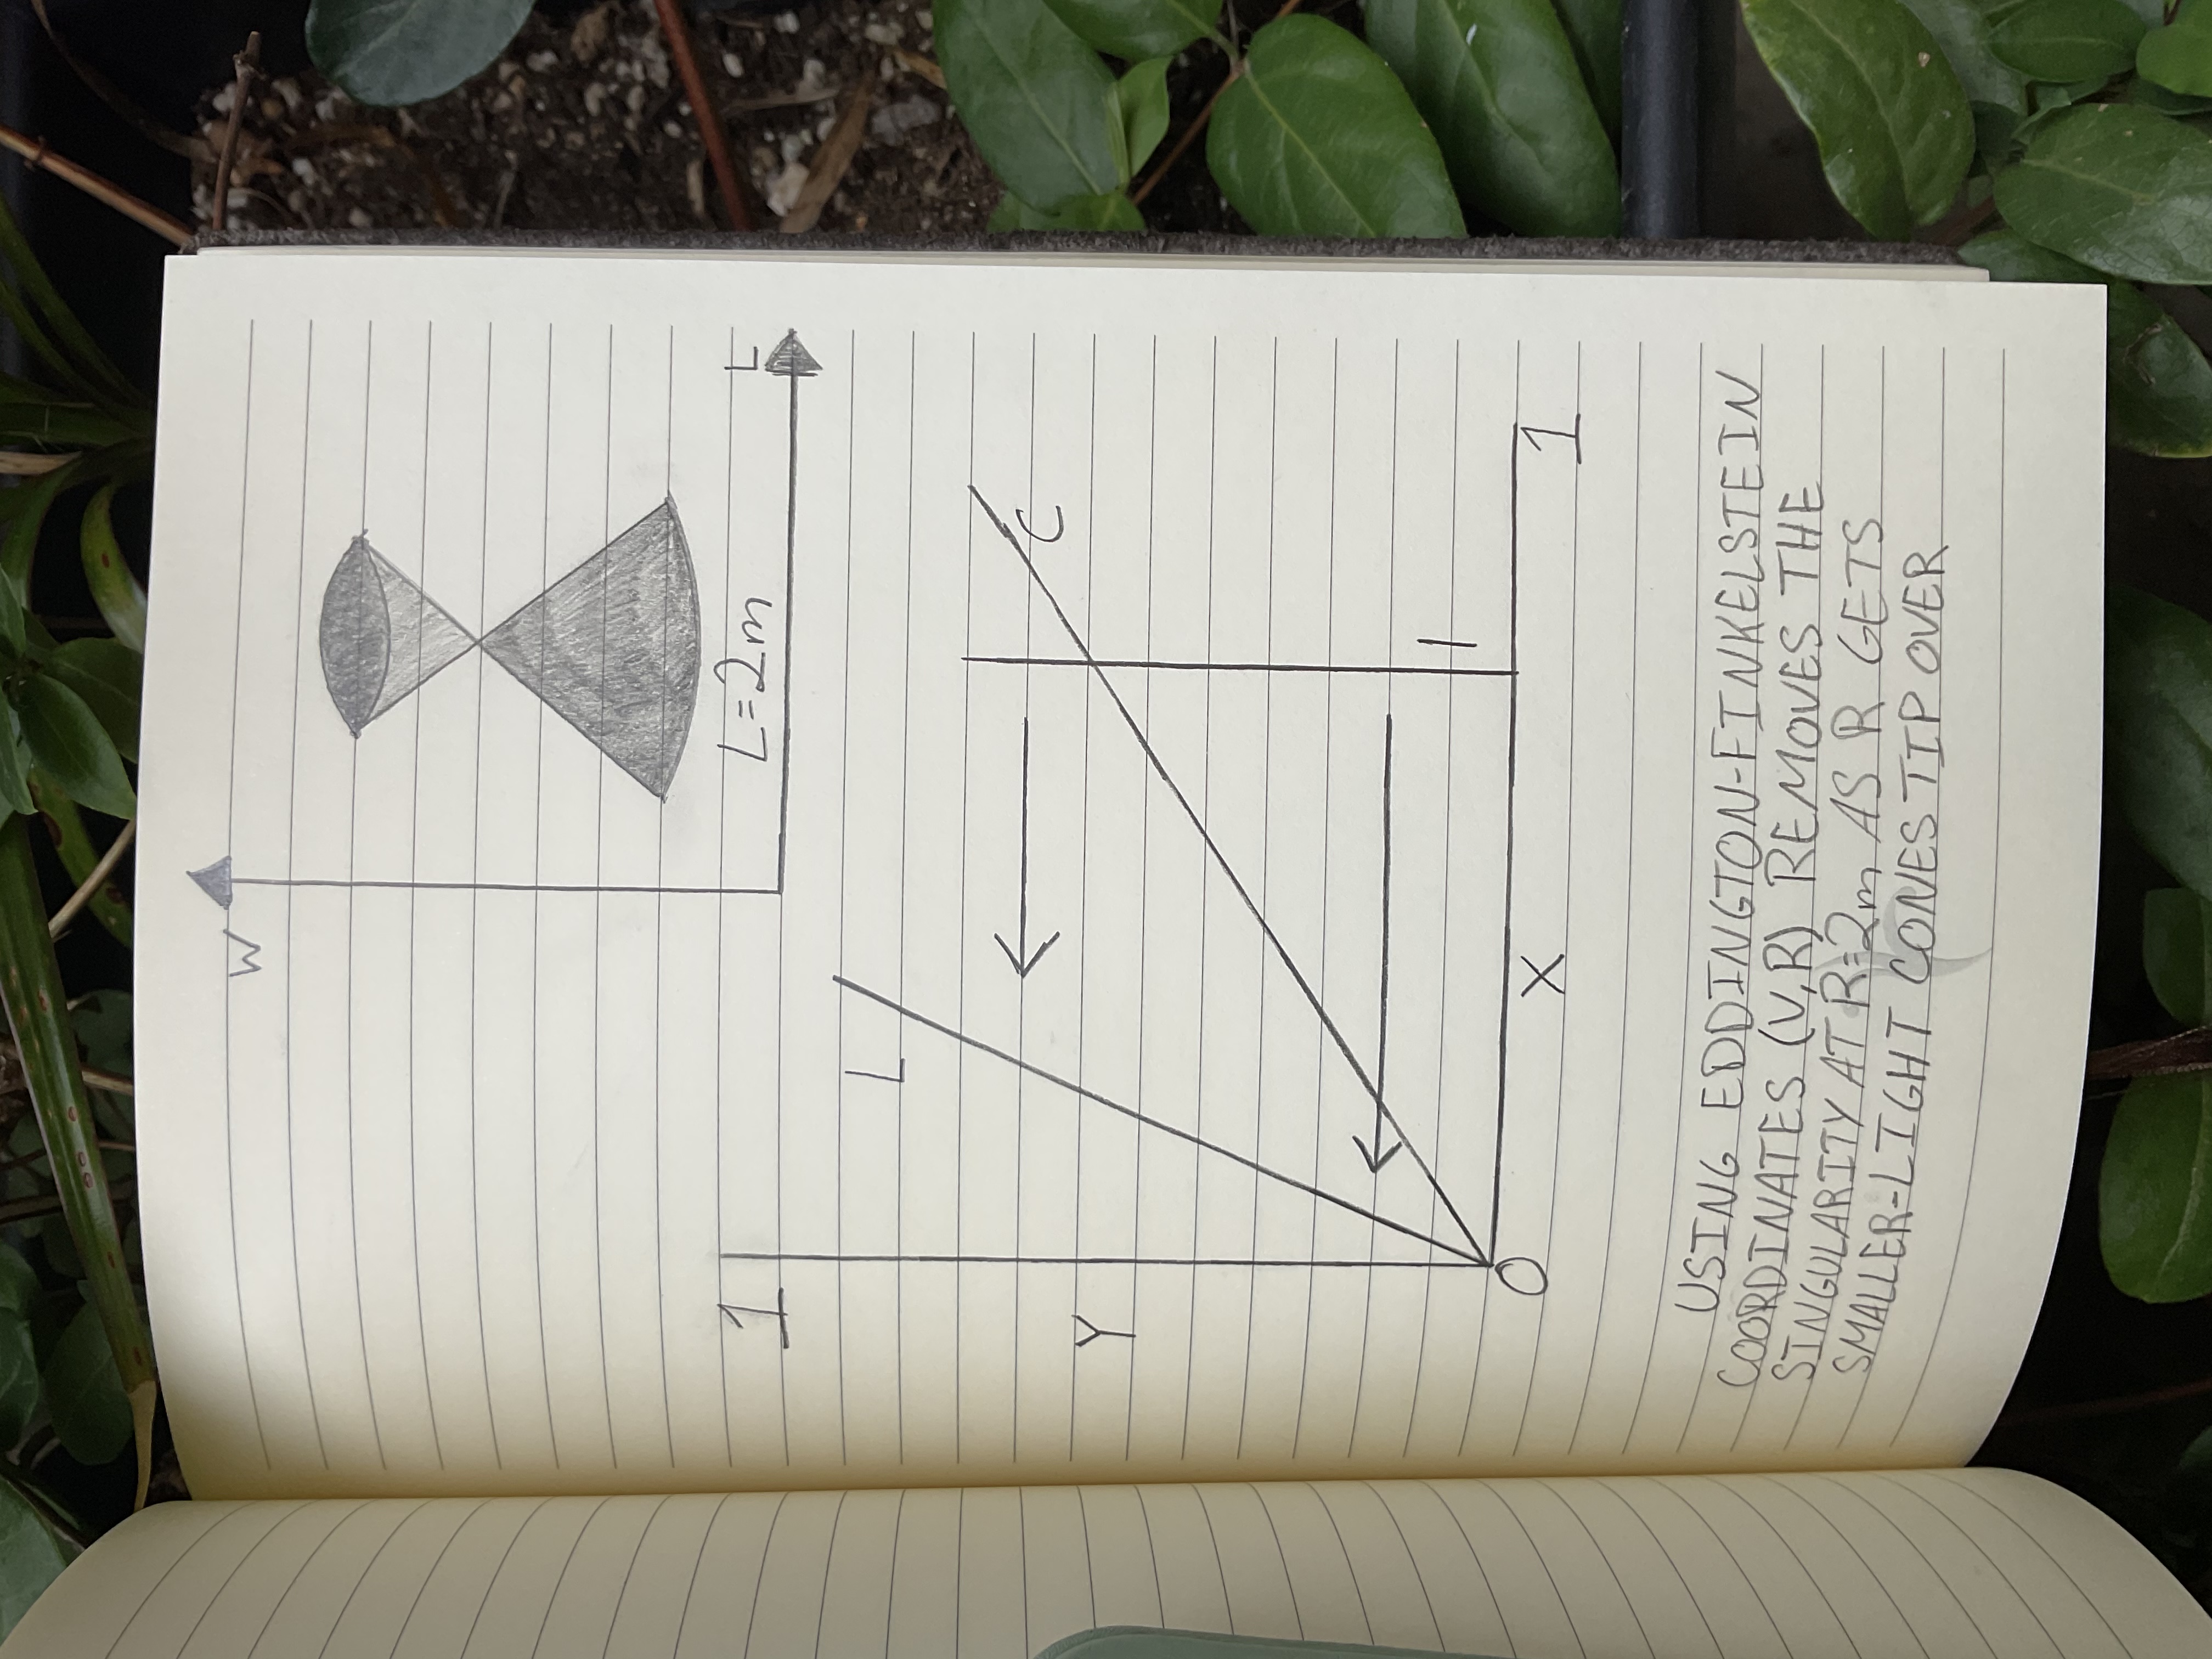 W
L=2m
L
1
L
C
Y
1
O
X
1
USING EDDINGTON-FINKELSTEIN
COORDINATES (V,R) REMOVES THE
SINGULARITY AT R=2m AS R GETS
SMALLER-LIGHT CONES TIP OVER